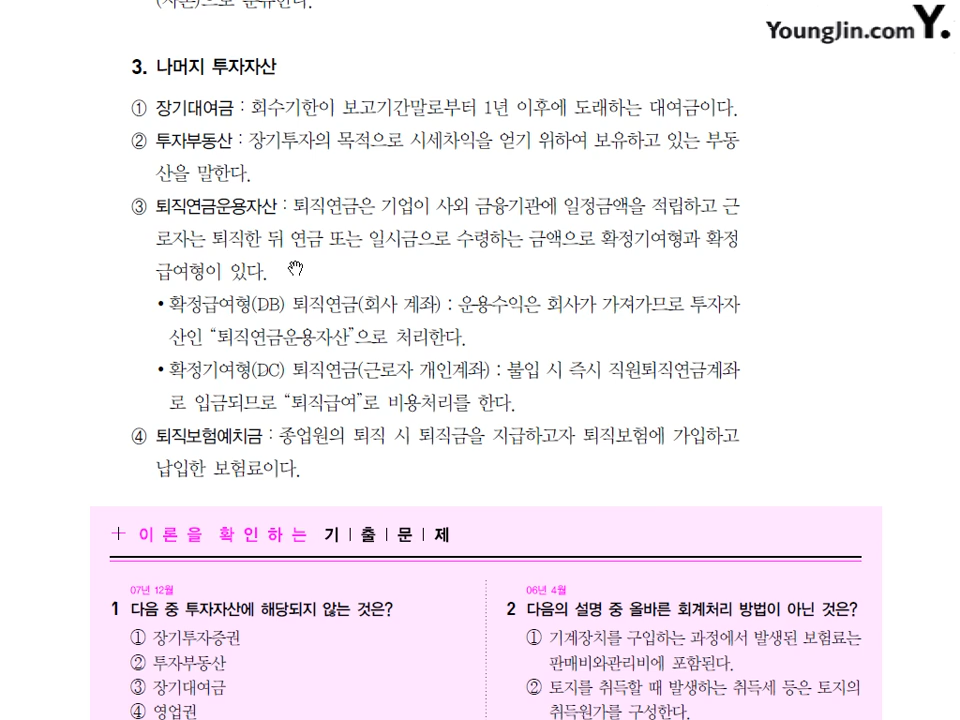 (자본)으로 분류한다.
YoungJin.com Y.
3. 나머지 투자자산
① 장기대여금 : 회수기한이 보고기간말로부터 1년 이후에 도래하는 대여금이다.
② 투자부동산 : 장기투자의 목적으로 시세차익을 얻기 위하여 보유하고 있는 부동
산을 말한다.
③ 퇴직연금운용자산 : 퇴직연금은 기업이 사외 금융기관에 일정금액을 적립하고 근
로자는 퇴직한 뒤 연금 또는 일시금으로 수령하는 금액으로 확정기여형과 확정
급여형이 있다.
• 확정급여형(DB) 퇴직연금(회사 계좌) : 운용수익은 회사가 가져가므로 투자자
산인 “퇴직연금운용자산”으로 처리한다.
• 확정기여형(DC) 퇴직연금(근로자 개인계좌) : 불입 시 즉시 직원퇴직연금계좌
로 입금되므로 “퇴직급여”로 비용처리를 한다.
④ 퇴직보험예치금 : 종업원의 퇴직 시 퇴직금을 지급하고자 퇴직보험에 가입하고
납입한 보험료이다.
+ 이론을 확인하는 기 | 출 | 문 | 제
07년 12월
1 다음 중 투자자산에 해당되지 않는 것은?
① 장기투자증권
② 투자부동산
③ 장기대여금
④ 영업권
06년 4월
2 다음의 설명 중 올바른 회계처리 방법이 아닌 것은?
① 기계장치를 구입하는 과정에서 발생된 보험료는
판매비와관리비에 포함된다.
② 토지를 취득할 때 발생하는 취득세 등은 토지의
취득원가를 구성한다.